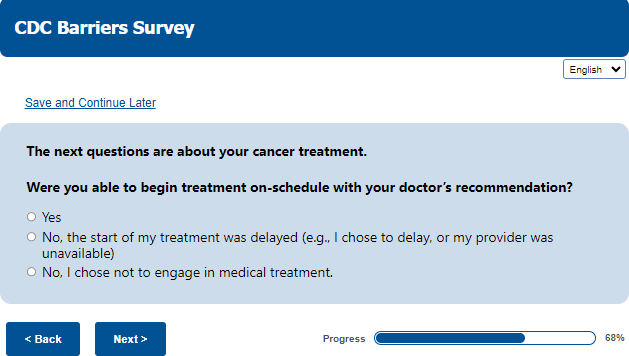 CDC Barriers Survey
English
Save and Continue Later
The next questions are about your cancer treatment.
Were you able to begin treatment on-schedule with your doctor's recommendation?
Yes
No, the start of my treatment was delayed (e.g., I chose to delay, or my provider was
unavailable)
No, I chose not to engage in medical treatment.
< Back
Next >
Progress
68%